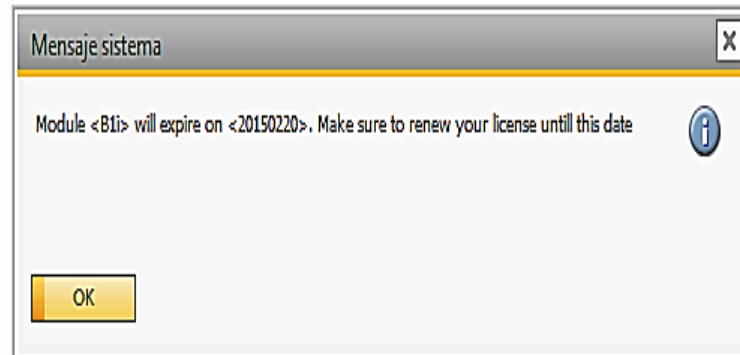 Mensaje sistema
Module <B1i> will expire on <20150220>. Make sure to renew your license untill this date
OK